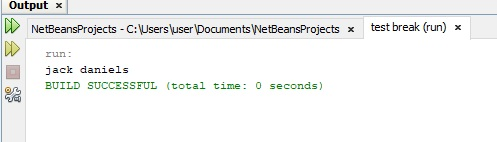 Output ×
NetBeansProjects - C:\Users\user\Documents\NetBeansProjects × test break (run) ×
run:
jack daniels
BUILD SUCCESSFUL (total time: 0 seconds)